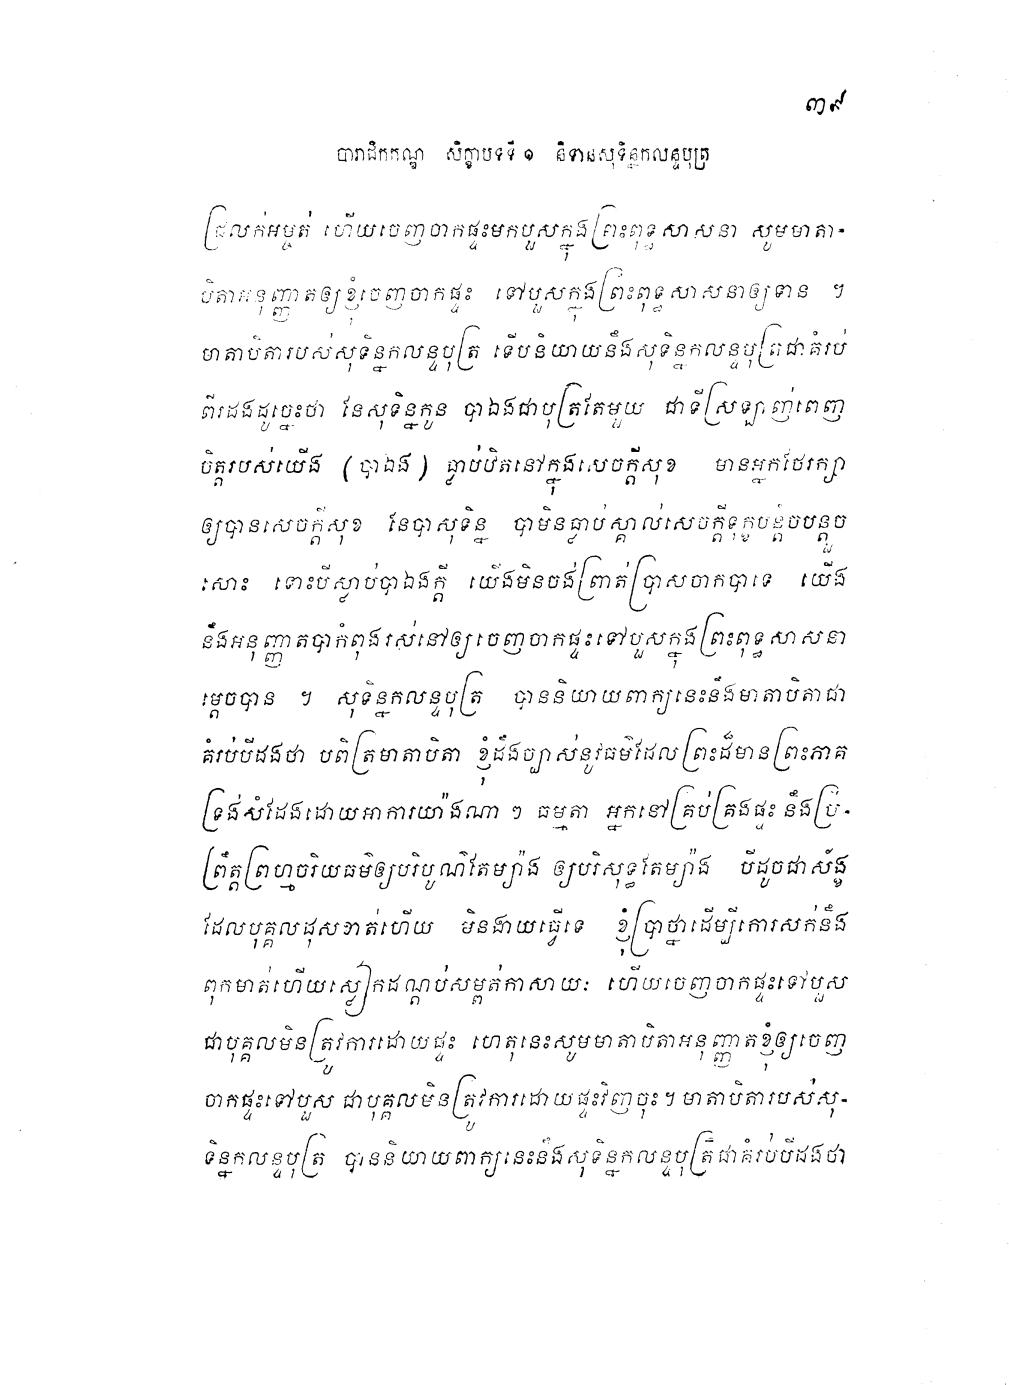 ៣៩
បារាជិកកណ្ឌ សិក្ខាបទទី ១ និទានសុទិន្នកលន្ទបុត្រ
ជ្រលក់អម្ចត់ ហើយចេញចាកផ្ទះមកបួសក្នុងព្រះពុទ្ធសាសនា សូមមាតា-
បិតាអនុញ្ញាតឲ្យខ្ញុំចេញចាកផ្ទះ ទៅបួសក្នុងព្រះពុទ្ធសាសនាឲ្យទាន ។
មាតាបិតារបស់សុទិន្នកលន្ទបុត្រ ទើបនិយាយនឹងសុទិន្នកលន្ទបុត្រជាគំរប់
ពីរដងដូច្នេះថា នែសុទិន្នកូន បាឯងជាបុត្រតែមួយ ជាទីស្រឡាញ់ពេញ
ចិត្តរបស់យើង (បាឯង) ធ្លាប់ឋិតនៅក្នុងសេចក្តីសុខ មានអ្នកថែរក្សា
ឲ្យបានសេចក្តីសុខ នែបាសុទិន្ន បាមិនធ្លាប់ស្គាល់សេចក្តីទុក្ខបន្តិចបន្តួច
សោះ ទោះបីស្លាប់បាឯងក្តី យើងមិនចង់ព្រាត់ប្រាសចាកបាទេ យើង
នឹងអនុញ្ញាតបាកំពុងរស់នៅឲ្យចេញចាកផ្ទះទៅបួសក្នុងព្រះពុទ្ធសាសនា
ម្តេចបាន ។ សុទិន្នកលន្ទបុត្រ បាននិយាយពាក្យនេះនឹងមាតាបិតាជា
គំរប់បីដងថា បពិត្រមាតាបិតា ខ្ញុំដឹងច្បាស់នូវធម៌ដែលព្រះដ៏មានព្រះភាគ
ទ្រង់សំដែងដោយអាការយ៉ាងណា ៗ ធម្មតា អ្នកនៅគ្រប់គ្រងផ្ទះ នឹងប្រ-
ព្រឹត្តព្រហ្មចរិយធម៌ឲ្យបរិបូណ៌តែម្យ៉ាង ឲ្យបរិសុទ្ធតែម្យ៉ាង បីដូចជាស័ង្ខ
ដែលបុគ្គលដុសខាត់ហើយ មិនងាយធ្វើទេ ខ្ញុំប្រាថ្នាដើម្បីកោរសក់នឹង
ពុកមាត់ហើយស្លៀកដណ្តប់សម្ពត់កាសាយៈ ហើយចេញចាកផ្ទះទៅបួស
ជាបុគ្គលមិនត្រូវការដោយផ្ទះ ហេតុនេះសូមមាតាបិតាអនុញ្ញាតខ្ញុំឲ្យចេញ
ចាកផ្ទះទៅបួស ជាបុគ្គលមិនត្រូវការដោយផ្ទះវិញចុះ ។ មាតាបិតារបស់សុ-
ទិន្នកលន្ទបុត្រ បាននិយាយពាក្យនេះនឹងសុទិន្នកលន្ទបុត្រជាគំរប់បីដងថា